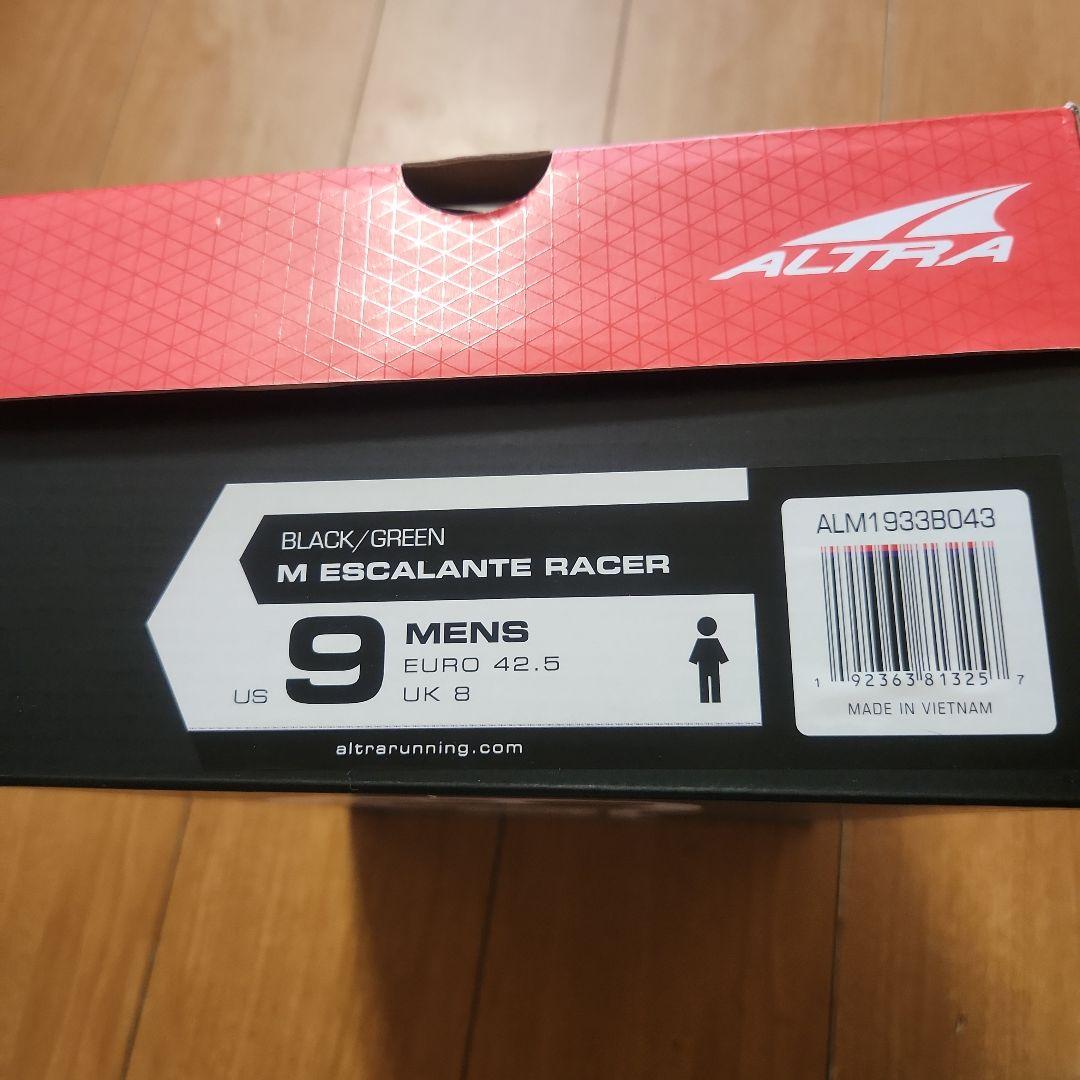 ALTRA
BLACK/GREEN
M ESCALANTE RACER
US 9 MENS
EURO 42.5
UK 8
altrarunning.com
ALM1933B043
1 92363 81325 7
MADE IN VIETNAM